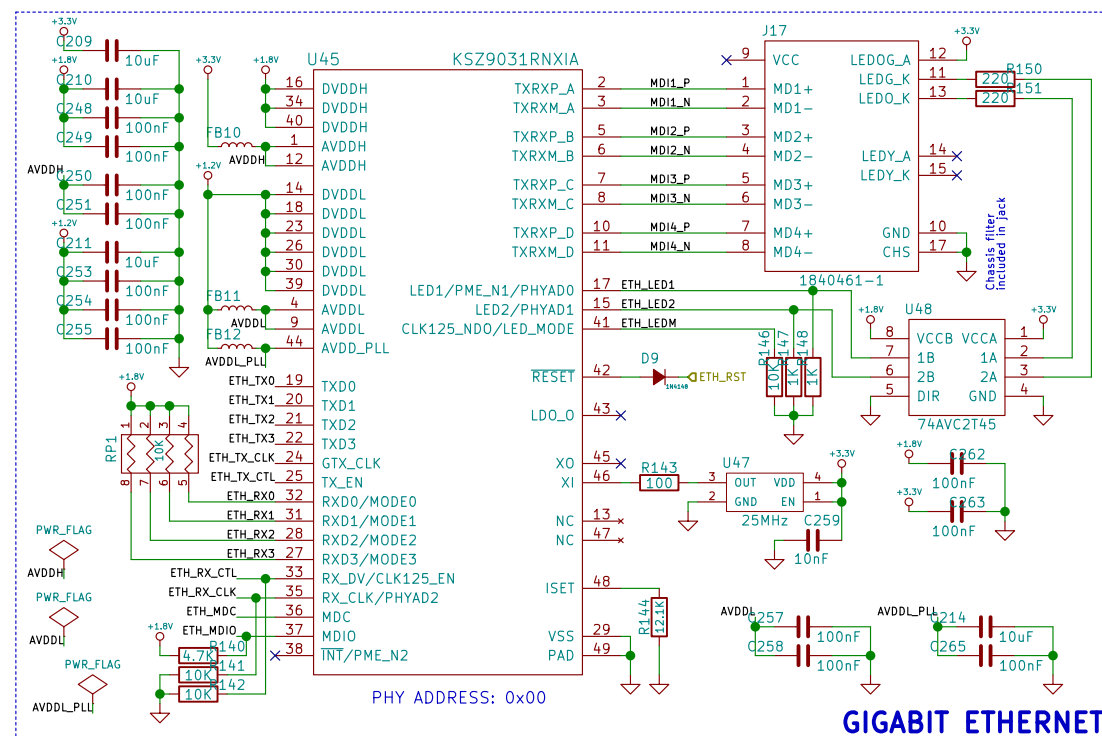 +3.3V
C209
10uF
+1.8V
C210
10uF
C248
100nF
C249
100nF
AVDDH
C250
100nF
C251
100nF
+1.2V
C211
10uF
C253
100nF
C254
100nF
C255
100nF
+3.3V
+1.8V
FB10
AVDDH
+1.2V
FB11
AVDDL
FB12
AVDDL_PLL
U45
KSZ9031RNXIA
16 DVDDH
34 DVDDH
40 DVDDH
1 AVDDH
12 AVDDH
14 DVDDL
18 DVDDL
23 DVDDL
26 DVDDL
30 DVDDL
39 DVDDL
4 AVDDL
9 AVDDL
44 AVDD_PLL
ETH_TX0 19 TXD0
ETH_TX1 20 TXD1
ETH_TX2 21 TXD2
ETH_TX3 22 TXD3
ETH_TX_CLK 24 GTX_CLK
ETH_TX_CTL 25 TX_EN
ETH_RX0 32 RXD0/MODE0
ETH_RX1 31 RXD1/MODE1
ETH_RX2 28 RXD2/MODE2
ETH_RX3 27 RXD3/MODE3
ETH_RX_CTL 33 RX_DV/CLK125_EN
ETH_RX_CLK 35 RX_CLK/PHYAD2
ETH_MDC 36 MDC
ETH_MDIO 37 MDIO
38 INT/PME_N2
TXRXP_A 2 MDI1_P
TXRXM_A 3 MDI1_N
TXRXP_B 5 MDI2_P
TXRXM_B 6 MDI2_N
TXRXP_C 7 MDI3_P
TXRXM_C 8 MDI3_N
TXRXP_D 10 MDI4_P
TXRXM_D 11 MDI4_N
LED1/PME_N1/PHYAD0 17 ETH_LED1
LED2/PHYAD1 15 ETH_LED2
CLK125_NDO/LED_MODE 41 ETH_LEDM
RESET 42
LDO_O 43
XO 45
XI 46
NC 13
NC 47
ISET 48
VSS 29
PAD 49
PHY ADDRESS: 0x00
+1.8V
1 2 3 4
RP1
10K
8 7 6 5
PWR_FLAG
AVDDH
PWR_FLAG
AVDDL
PWR_FLAG
AVDDL_PLL
+1.8V
R140
4.7K
R141
10K
R142
10K
J17
9 VCC
1 MD1+
2 MD1-
3 MD2+
4 MD2-
5 MD3+
6 MD3-
7 MD4+
8 MD4-
LEDOG_A 12
LEDG_K 11
LEDO_K 13
LEDY_A 14
LEDY_K 15
GND 10
CHS 17
1840461-1
+3.3V
R150
220
R151
220
Chassis filter
included in jack
D9
1N4148
ETH_RST
R146
10K
R147
1K
R148
1K
U48
+1.8V
+3.3V
8 VCCB VCCA 1
7 1B 1A 2
6 2B 2A 3
5 DIR GND 4
74AVC2T45
R143
100
U47
3 OUT VDD 4
2 GND EN 1
25MHz
+3.3V
C259
10nF
+1.8V
C262
100nF
+3.3V
C263
100nF
R144
12.1K
AVDDL
C257
100nF
C258
100nF
AVDDL_PLL
C214
10uF
C265
100nF
GIGABIT ETHERNET